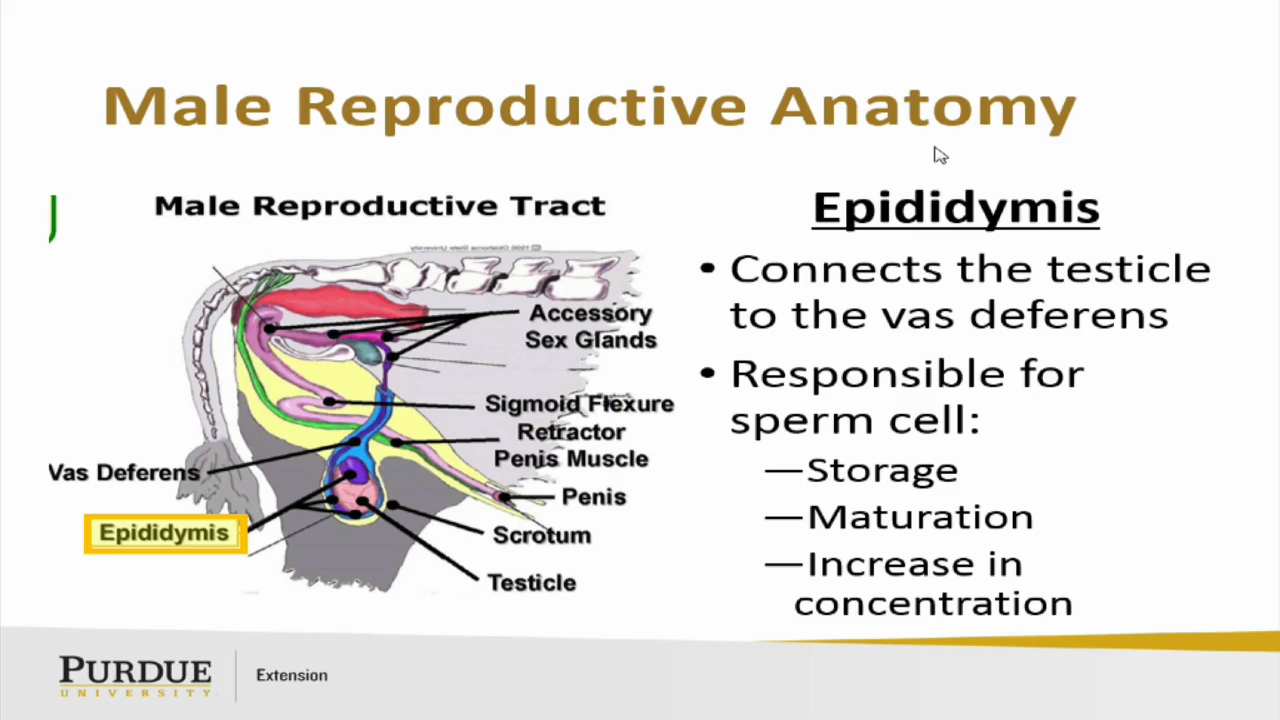 Male Reproductive Anatomy
Male Reproductive Tract
Accessory
Sex Glands
Sigmoid Flexure
Retractor
Penis Muscle
Vas Deferens
Penis
Epididymis
Scrotum
Testicle
Epididymis
• Connects the testicle
to the vas deferens
• Responsible for
sperm cell:
—Storage
—Maturation
—Increase in
concentration
PURDUE
UNIVERSITY
Extension